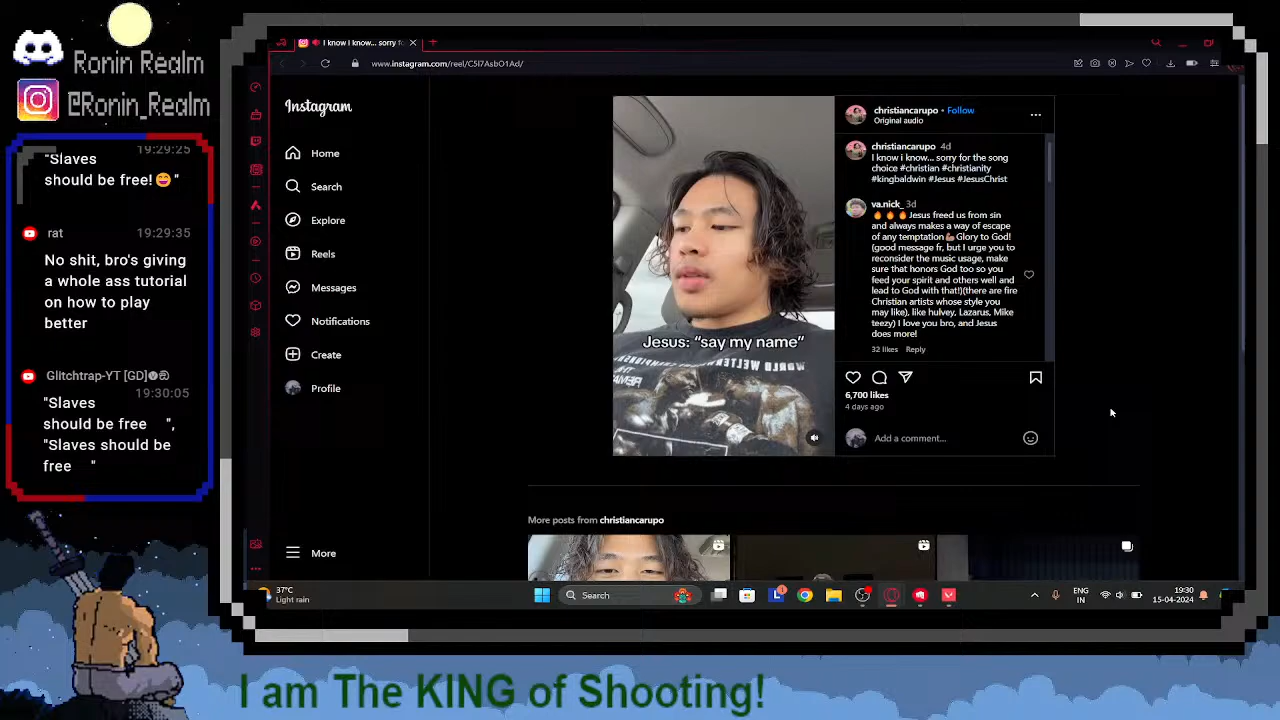 Ronin Realm
@Ronin_Realm
19:29:25
"Slaves
should be free!😄 "
rat
19:29:35
No shit, bro's giving
a whole ass tutorial
on how to play
better
Glitchtrap-YT [GD]
19:30:05
"Slaves
should be free ",
"Slaves should be
free "
I know I know... sorry fo
www.instagram.com/reel/C5I7AsbO1Ad/
Instagram
Home
Search
Explore
Reels
Messages
Notifications
Create
Profile
More
WORLD WELTERW
CHAMPIONSHIP
REMA
Jesus: "say my name"
christiancarupo • Follow
Original audio
christiancarupo 4d
I know i know... sorry for the song
choice #christian #christianity
#kingbaldwin #Jesus #JesusChrist
va.nick_ 3d
🔥🔥🔥Jesus freed us from sin
and always makes a way of escape
of any temptation💪🏽Glory to God!
(good message fr, but I urge you to
reconsider the music usage, make
sure that honors God too so you
feed your spirit and others well and
lead to God with that!)(there are fire
Christian artists whose style you
may like), like hulvey, Lazarus, Mike
teezy) I love you bro, and Jesus
does more!
32 likes Reply
6,700 likes
4 days ago
Add a comment...
More posts from christiancarupo
37°C
Light rain
Search
ENG
IN
19:30
15-04-2024
I am The KING of Shooting!